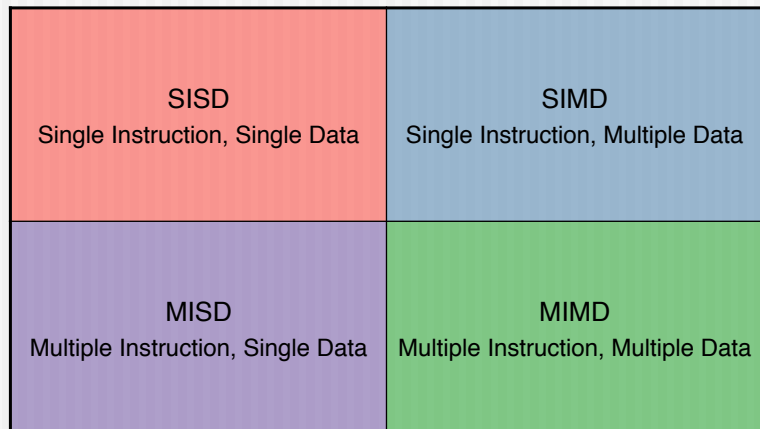 SISD
Single Instruction, Single Data
SIMD
Single Instruction, Multiple Data
MISD
Multiple Instruction, Single Data
MIMD
Multiple Instruction, Multiple Data